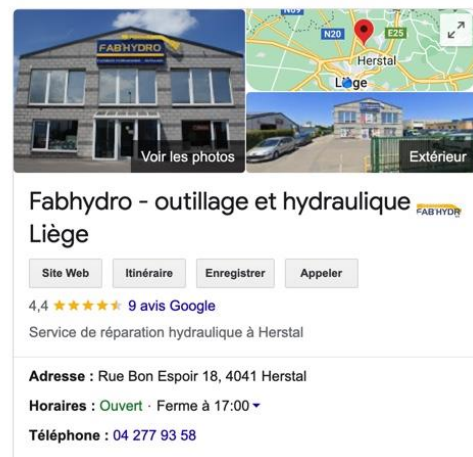 FABHYDRO
Voir les photos
N20
E25
Herstal
Liège
Extérieur
Fabhydro - outillage et hydraulique
Liège
FAB HYDR
Site Web
Itinéraire
Enregistrer
Appeler
4,4 9 avis Google
Service de réparation hydraulique à Herstal
Adresse : Rue Bon Espoir 18, 4041 Herstal
Horaires : Ouvert · Ferme à 17:00
Téléphone : 04 277 93 58